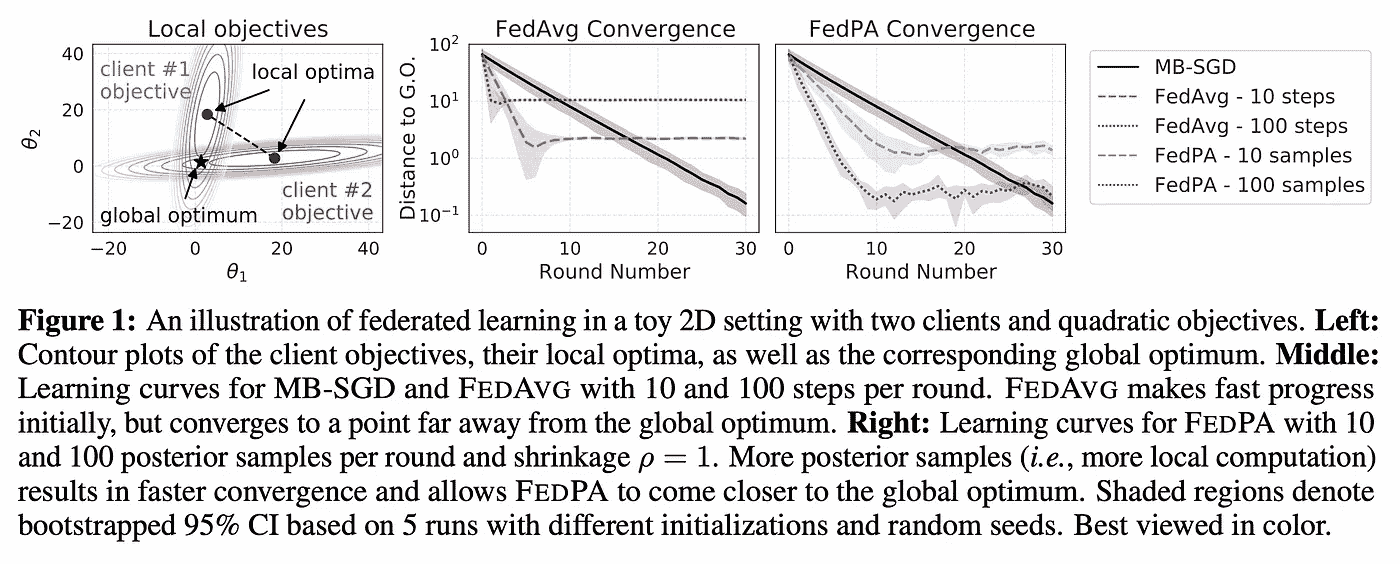 Local objectives
FedAvg Convergence
FedPA Convergence
40
20
0
−20
θ2
client #1
objective
local optima
client #2
objective
global optimum
−20 0 20 40
θ1
Distance to G.O.
10^2
10^1
10^0
10^−1
0 10 20 30
Round Number
0 10 20 30
Round Number
MB-SGD
FedAvg - 10 steps
FedAvg - 100 steps
FedPA - 10 samples
FedPA - 100 samples
Figure 1: An illustration of federated learning in a toy 2D setting with two clients and quadratic objectives. Left:
Contour plots of the client objectives, their local optima, as well as the corresponding global optimum. Middle:
Learning curves for MB-SGD and FEDAVG with 10 and 100 steps per round. FEDAVG makes fast progress
initially, but converges to a point far away from the global optimum. Right: Learning curves for FEDPA with 10
and 100 posterior samples per round and shrinkage ρ = 1. More posterior samples (i.e., more local computation)
results in faster convergence and allows FEDPA to come closer to the global optimum. Shaded regions denote
bootstrapped 95% CI based on 5 runs with different initializations and random seeds. Best viewed in color.